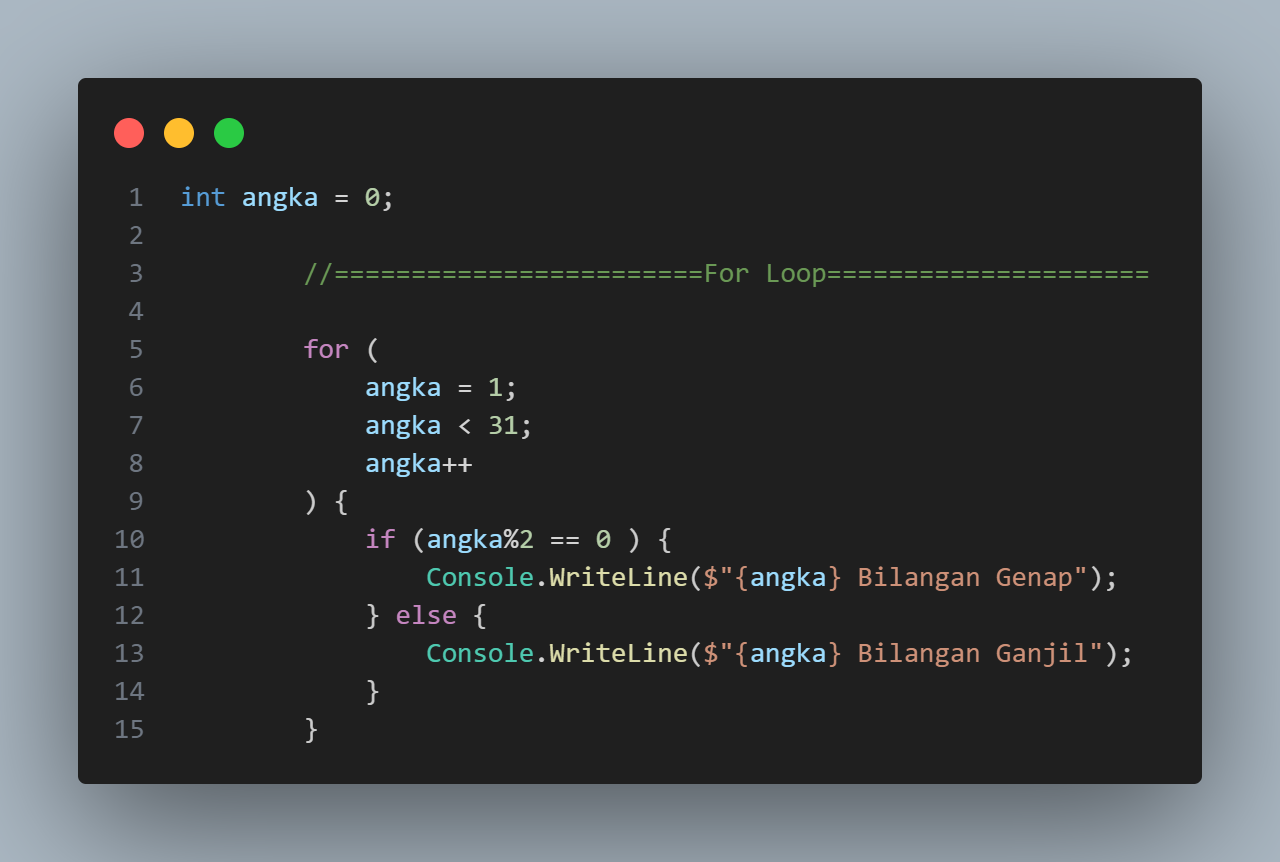 1 int angka = 0;
2
3 //========================For Loop=====================
4
5 for (
6 angka = 1;
7 angka < 31;
8 angka++
9 ) {
10 if (angka%2 == 0 ) {
11 Console.WriteLine($"{angka} Bilangan Genap");
12 } else {
13 Console.WriteLine($"{angka} Bilangan Ganjil");
14 }
15 }